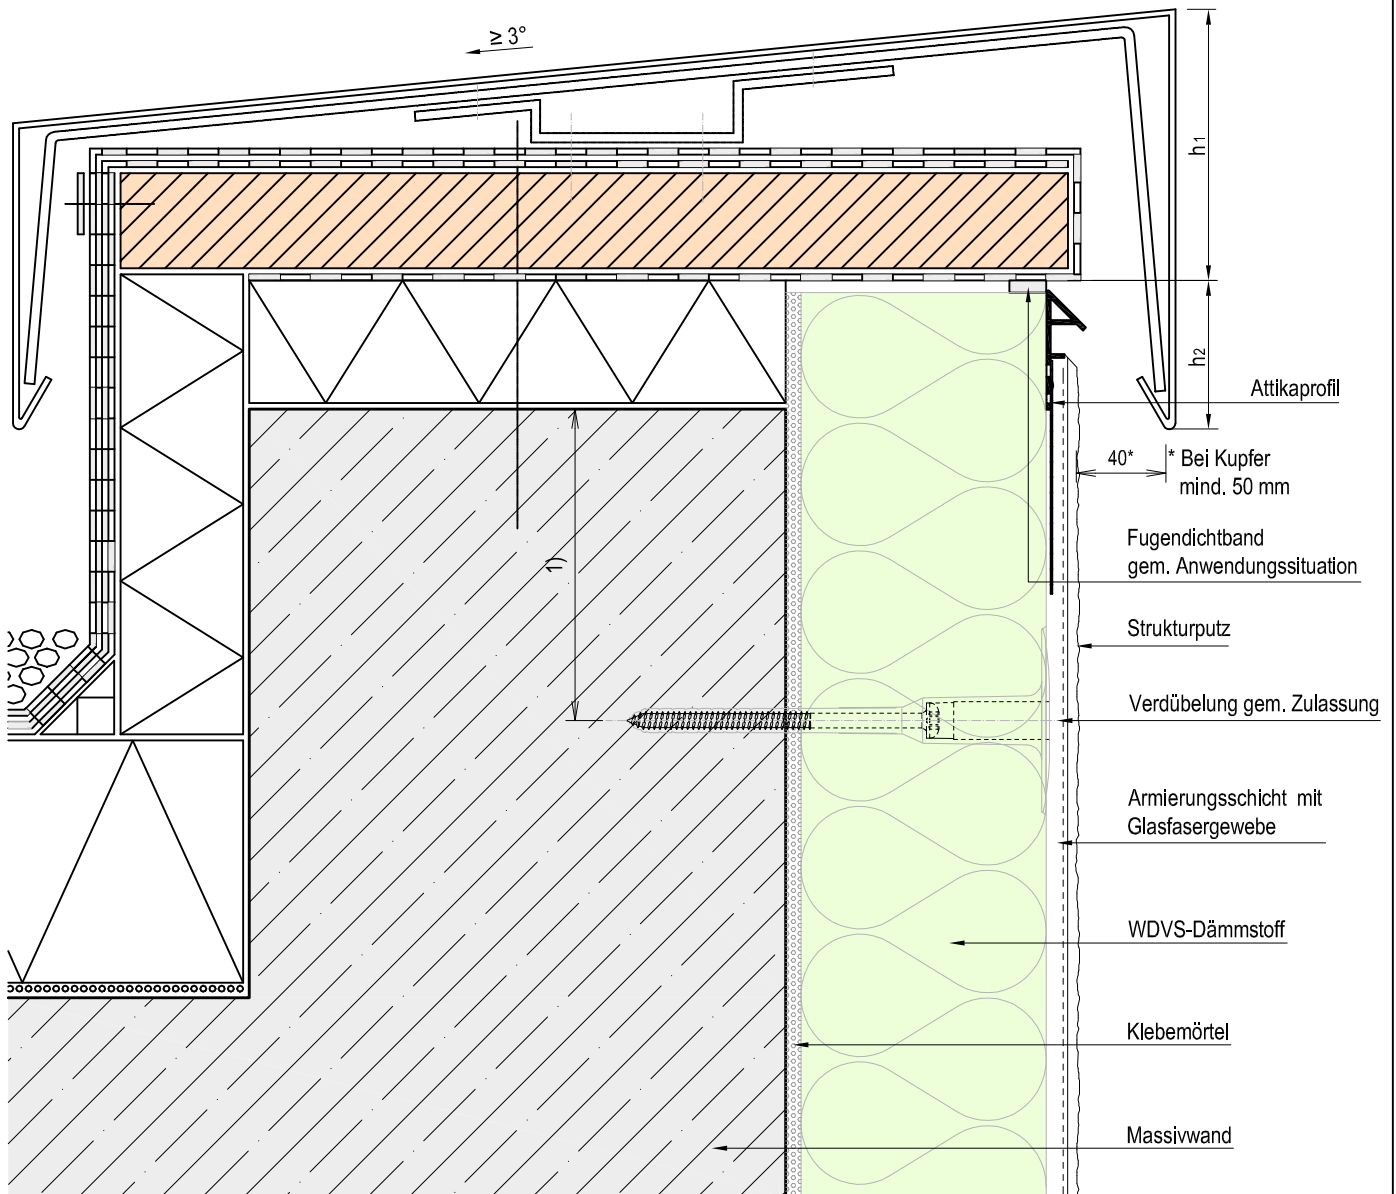 ≥ 3°
h1
h2
Attikaprofil
40*
* Bei Kupfer
mind. 50 mm
Fugendichtband
gem. Anwendungssituation
1)
Strukturputz
Verdübelung gem. Zulassung
Armierungsschicht mit
Glasfasergewebe
WDVS-Dämmstoff
Klebemörtel
Massivwand